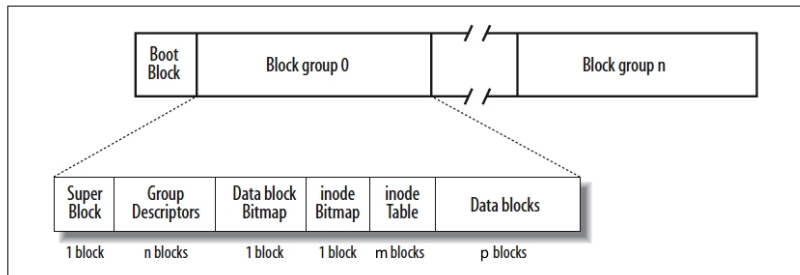 Boot
Block
Block group 0
Block group n
Super
Block
Group
Descriptors
Data block
Bitmap
inode
Bitmap
inode
Table
Data blocks
1 block
n blocks
1 block
1 block
m blocks
p blocks